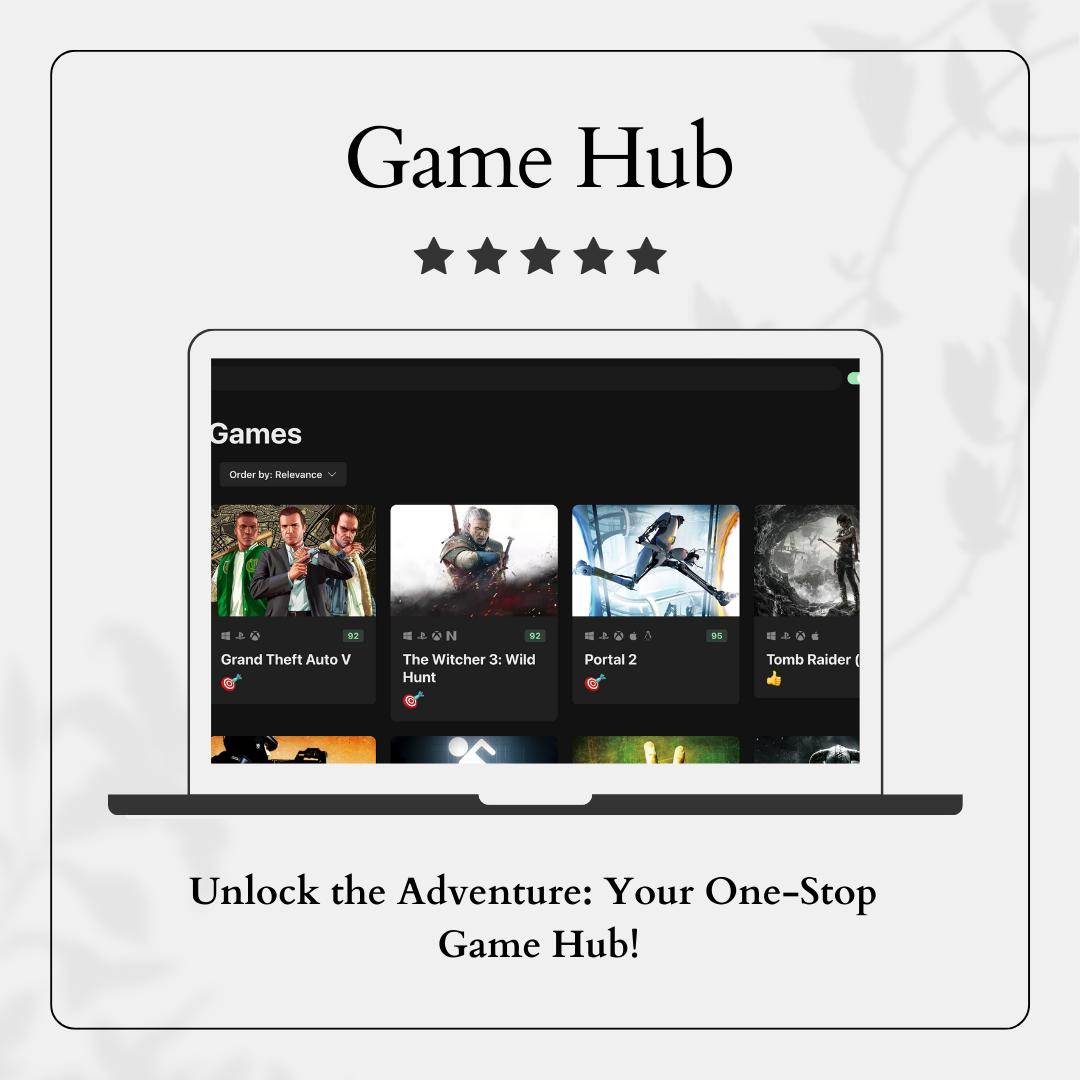 Game Hub
Games
Order by: Relevance
92
Grand Theft Auto V
92
The Witcher 3: Wild
Hunt
95
Portal 2
Tomb Raider (
Unlock the Adventure: Your One-Stop
Game Hub!